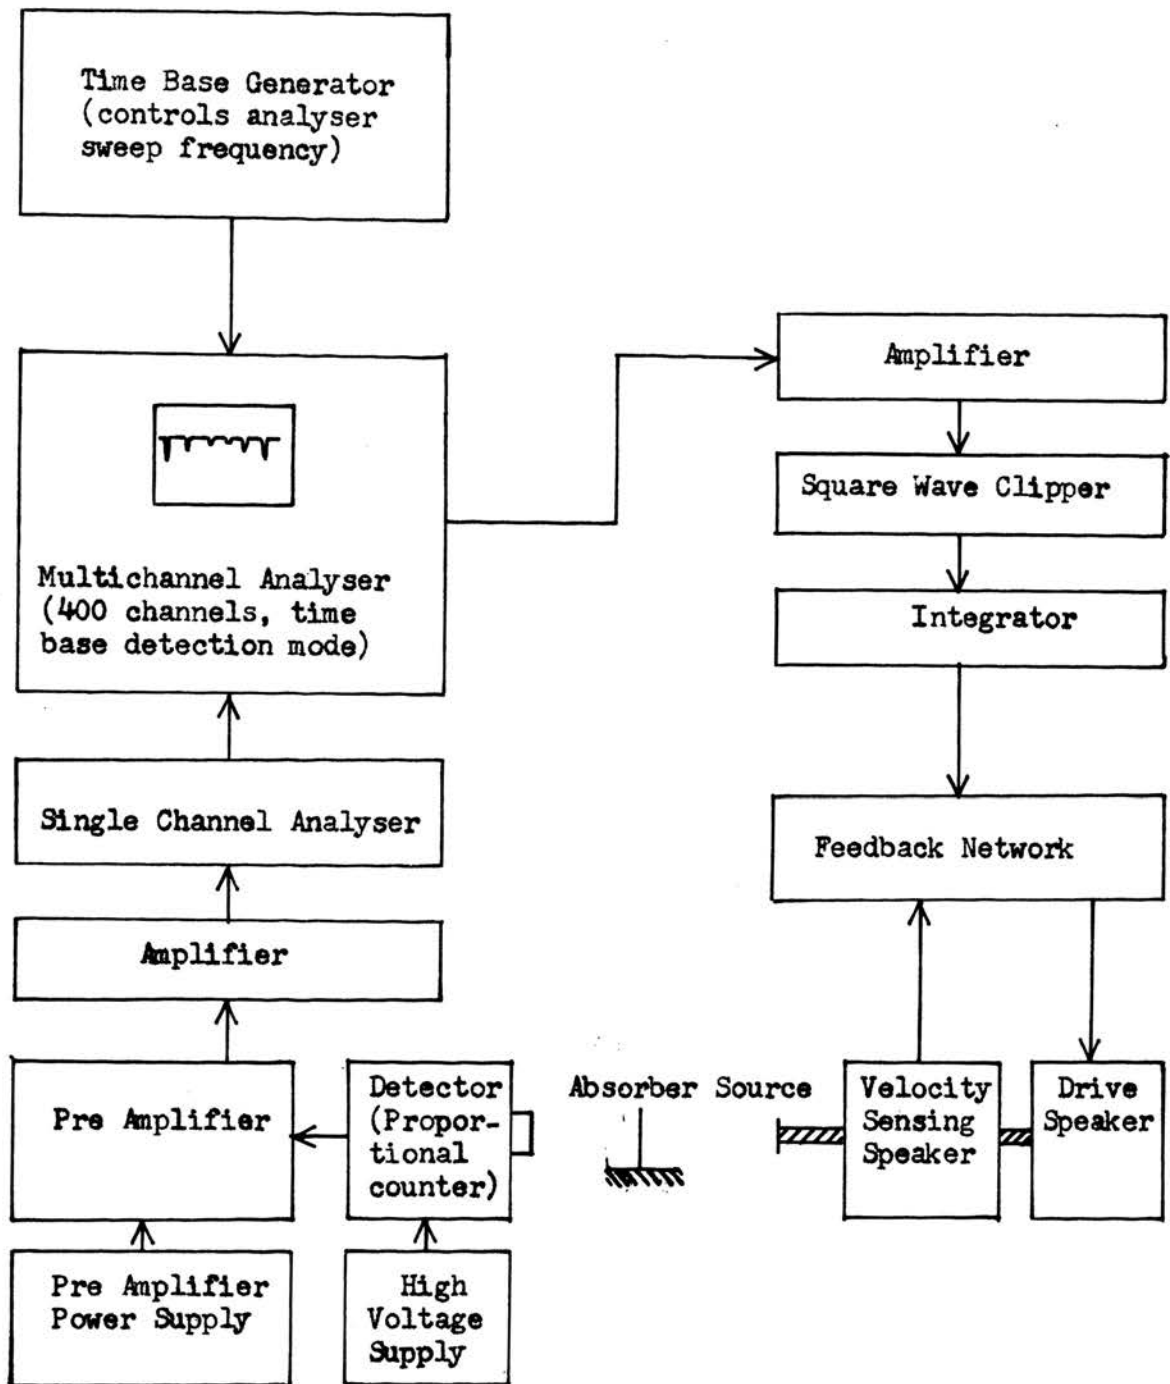 Time Base Generator
(controls analyser
sweep frequency)
Multichannel Analyser
(400 channels, time
base detection mode)
Single Channel Analyser
Amplifier
Pre Amplifier
Pre Amplifier
Power Supply
Detector
(Propor-
tional
counter)
High
Voltage
Supply
Absorber Source
Amplifier
Square Wave Clipper
Integrator
Feedback Network
Velocity
Sensing
Speaker
Drive
Speaker